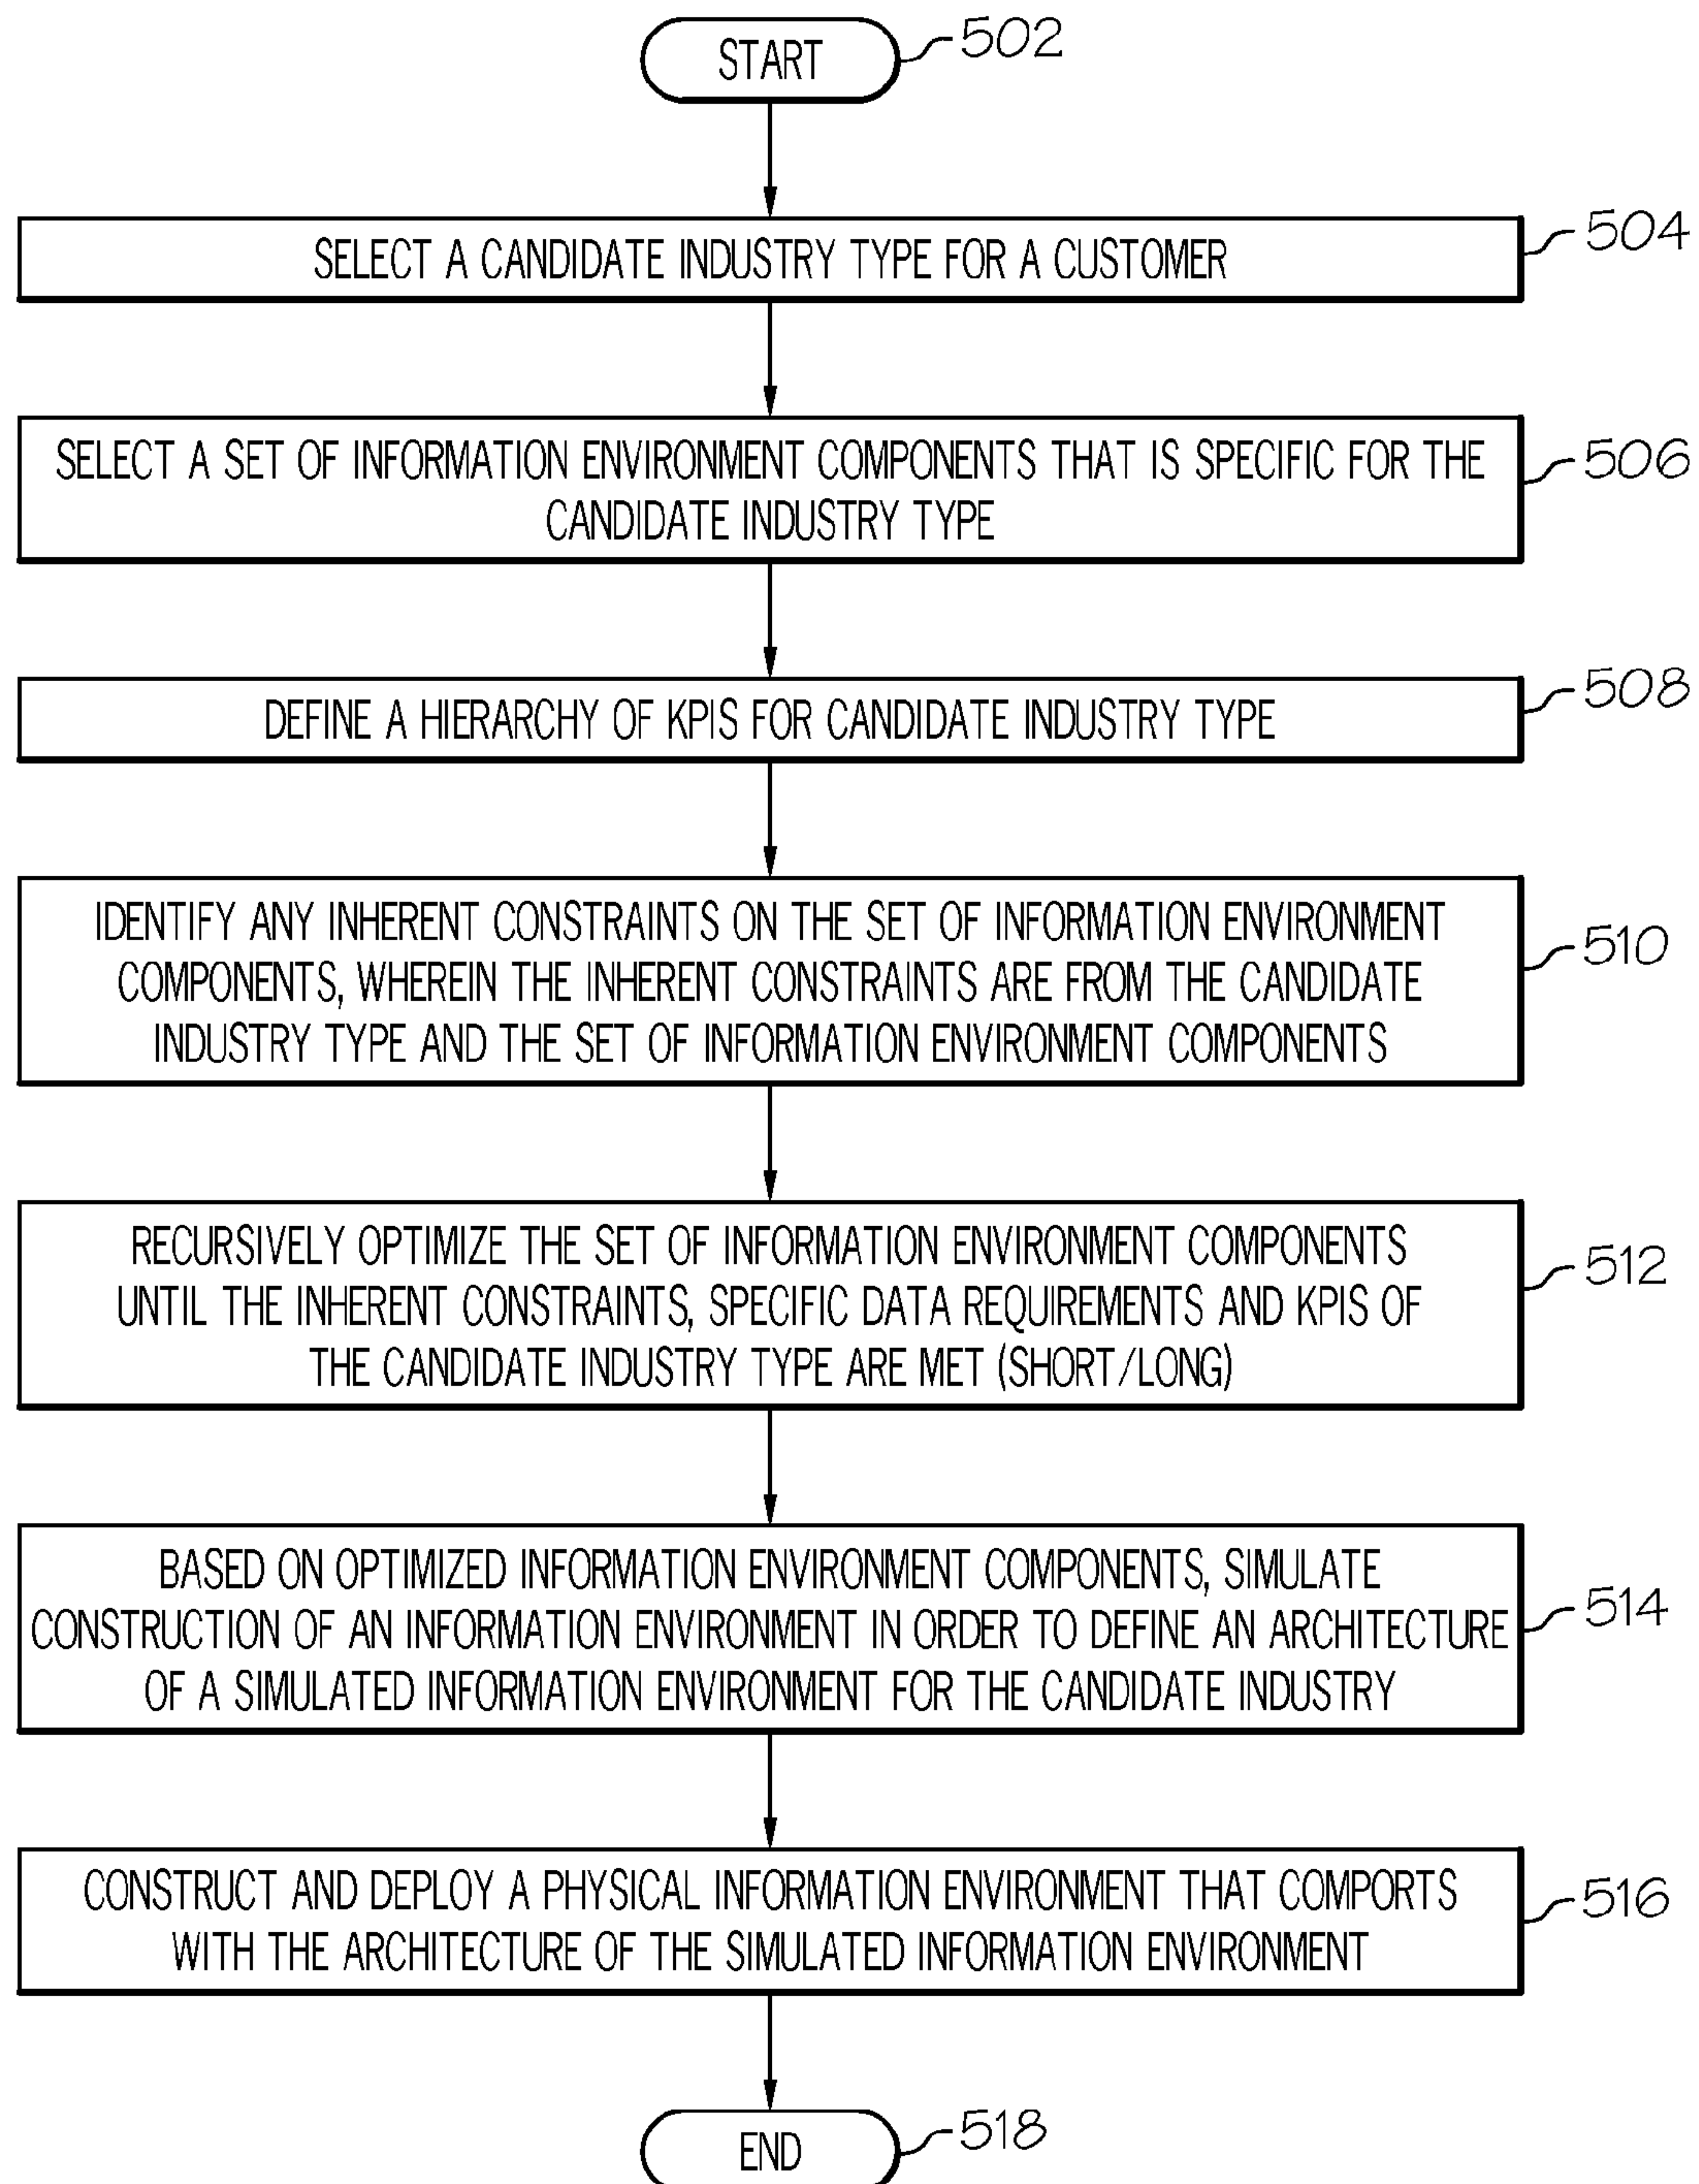 START
502
SELECT A CANDIDATE INDUSTRY TYPE FOR A CUSTOMER
504
SELECT A SET OF INFORMATION ENVIRONMENT COMPONENTS THAT IS SPECIFIC FOR THE
CANDIDATE INDUSTRY TYPE
506
DEFINE A HIERARCHY OF KPIS FOR CANDIDATE INDUSTRY TYPE
508
IDENTIFY ANY INHERENT CONSTRAINTS ON THE SET OF INFORMATION ENVIRONMENT
COMPONENTS, WHEREIN THE INHERENT CONSTRAINTS ARE FROM THE CANDIDATE
INDUSTRY TYPE AND THE SET OF INFORMATION ENVIRONMENT COMPONENTS
510
RECURSIVELY OPTIMIZE THE SET OF INFORMATION ENVIRONMENT COMPONENTS
UNTIL THE INHERENT CONSTRAINTS, SPECIFIC DATA REQUIREMENTS AND KPIS OF
THE CANDIDATE INDUSTRY TYPE ARE MET (SHORT/LONG)
512
BASED ON OPTIMIZED INFORMATION ENVIRONMENT COMPONENTS, SIMULATE
CONSTRUCTION OF AN INFORMATION ENVIRONMENT IN ORDER TO DEFINE AN ARCHITECTURE
OF A SIMULATED INFORMATION ENVIRONMENT FOR THE CANDIDATE INDUSTRY
514
CONSTRUCT AND DEPLOY A PHYSICAL INFORMATION ENVIRONMENT THAT COMPORTS
WITH THE ARCHITECTURE OF THE SIMULATED INFORMATION ENVIRONMENT
516
END
518